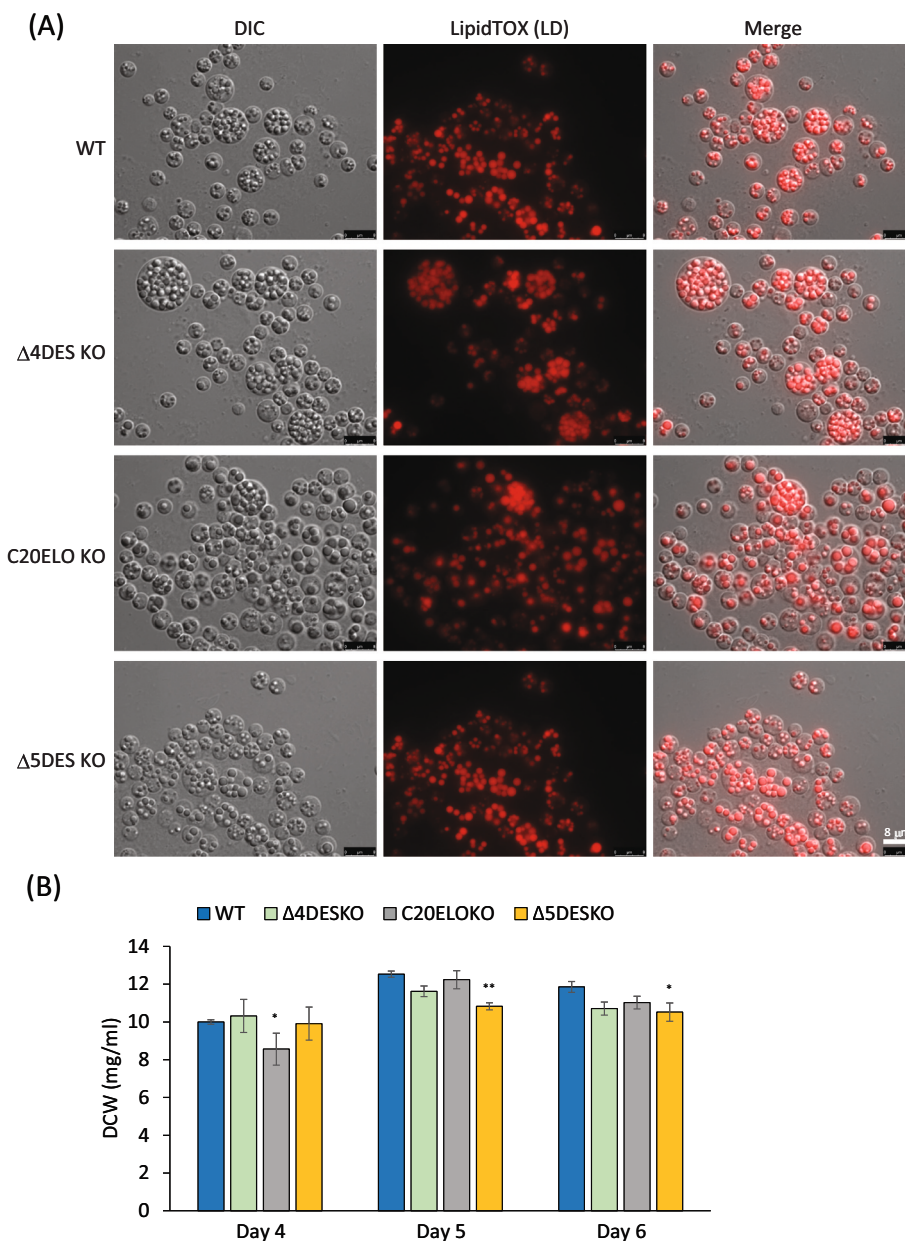 (A)
DIC LipidTOX (LD) Merge
WT
Δ4DES KO
C20ELO KO
Δ5DES KO
8 μm
(B)
WT Δ4DESKO C20ELOKO Δ5DESKO
14
12
10
8
6
4
2
0
DCW (mg/ml)
*
**
*
Day 4 Day 5 Day 6